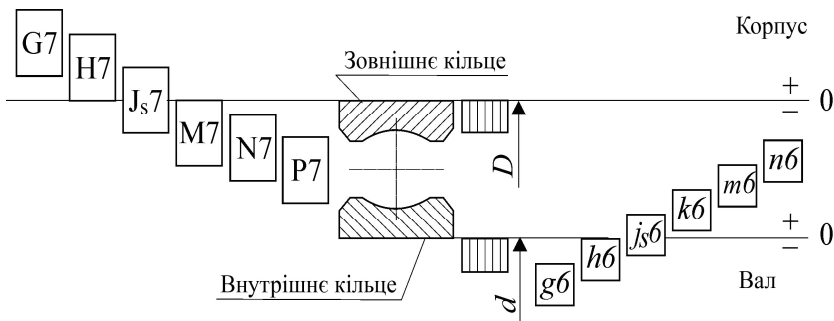 Корпус
G7
H7
Js7
M7
N7
P7
Зовнішнє кільце
+
0
−
D
n6
m6
k6
js6
h6
g6
+
0
−
d
Внутрішнє кільце
Вал